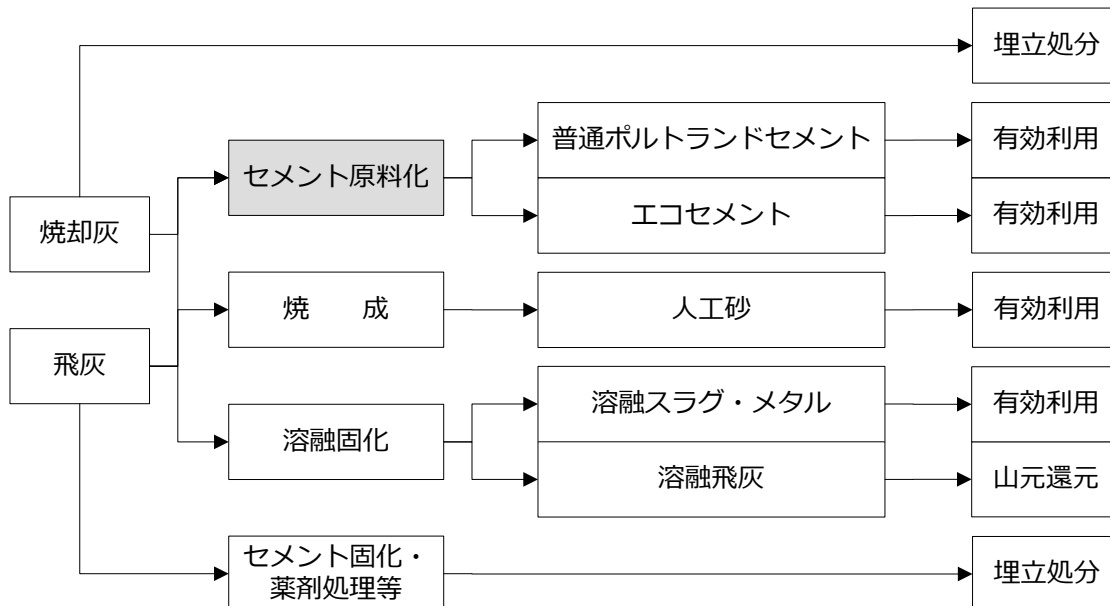 埋立処分
焼却灰
飛灰
セメント原料化
普通ポルトランドセメント
有効利用
エコセメント
有効利用
焼　　成
人工砂
有効利用
溶融固化
溶融スラグ・メタル
有効利用
溶融飛灰
山元還元
セメント固化・
薬剤処理等
埋立処分